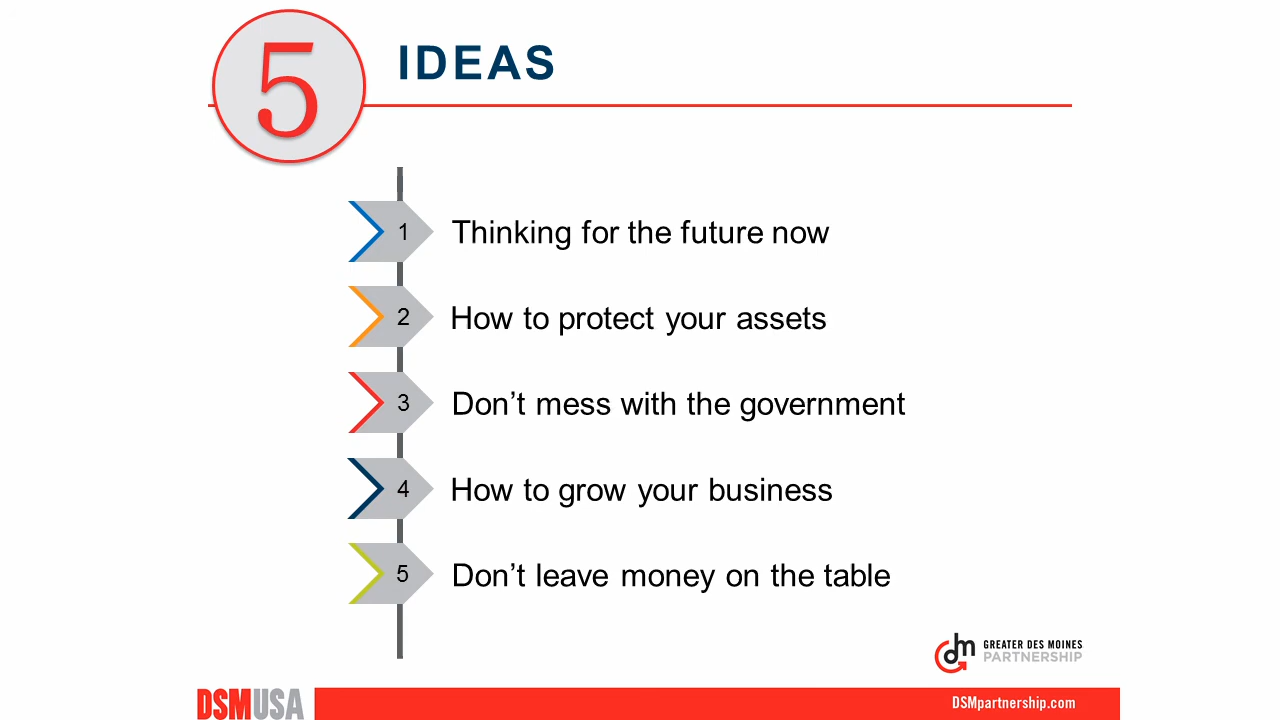 5
IDEAS
1 Thinking for the future now
2 How to protect your assets
3 Don’t mess with the government
4 How to grow your business
5 Don’t leave money on the table
dm GREATER DES MOINES
PARTNERSHIP
DSMUSA
DSMpartnership.com